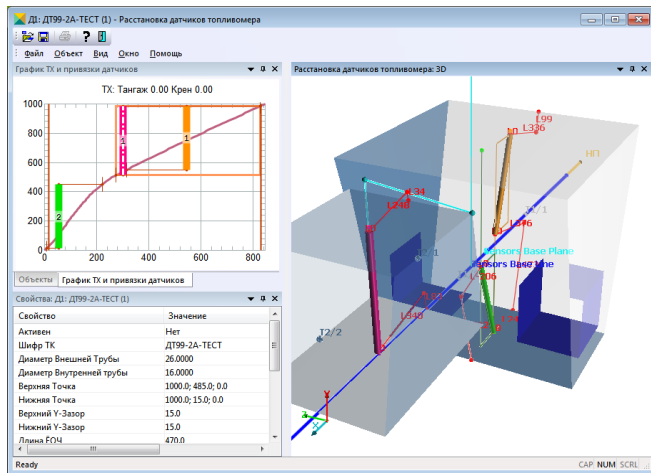 Д1: ДТ99-2А-ТЕСТ (1) - Расстановка датчиков топливомера
Файл Объект Вид Окно Помощь
График ТХ и привязки датчиков
ТХ: Тангаж 0.00 Крен 0.00
1000
800
600
400
200
0
0 200 400 600 800
1
1
2
Объекты График ТХ и привязки датчиков
Свойства: Д1: ДТ99-2А-ТЕСТ (1)
Свойство Значение
Активен Нет
Шифр ТК ДТ99-2А-ТЕСТ
Диаметр Внешней Трубы 26.0000
Диаметр Внутренней трубы 16.0000
Верхняя Точка 1000.0; 485.0; 0.0
Нижняя Точка 1000.0; 15.0; 0.0
Верхний Y-Зазор 15.0
Нижний Y-Зазор 15.0
Длина ЁОЧ 470.0
Расстановка датчиков топливомера: 3D
L99
L336
НП
L34
Sensors Base Plane
Sensors Base Line
L340
T2/2
Y
Z
X
Ready
CAP NUM SCRL